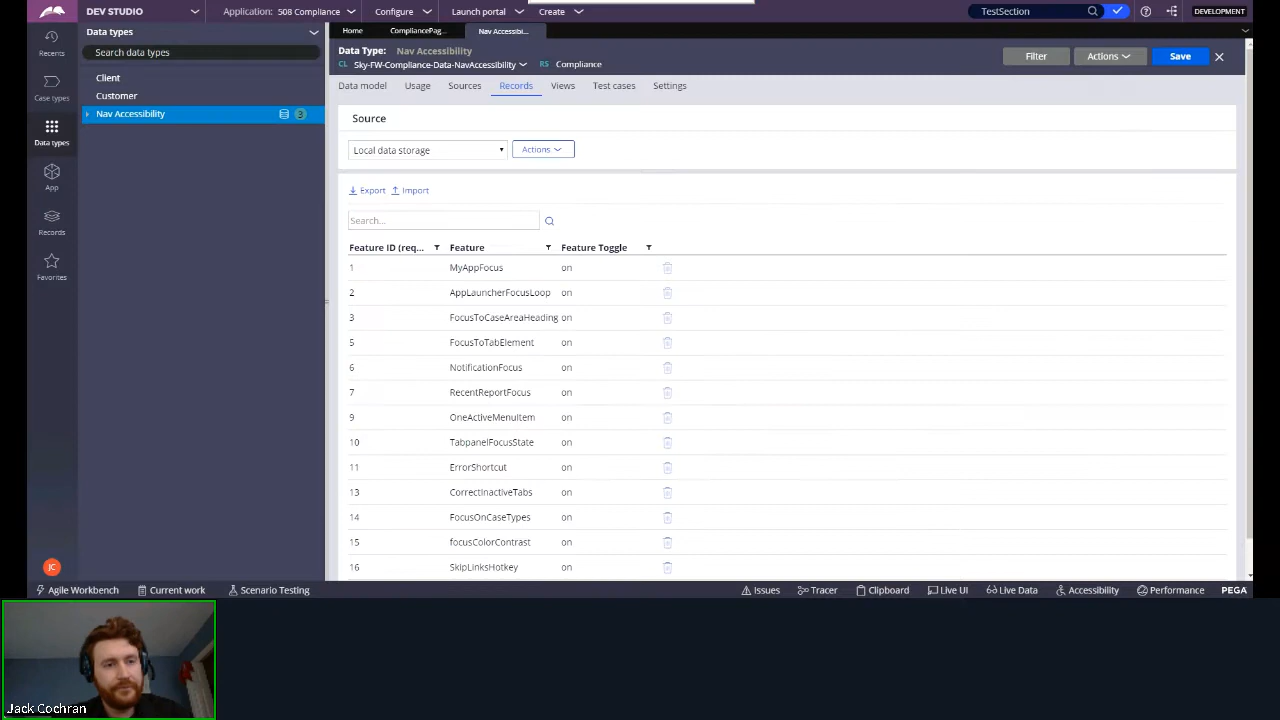 DEV STUDIO Application: 508 Compliance Configure Launch portal Create TestSection DEVELOPMENT
Recents
Case types
Data types
App
Records
Favorites
JC
Data types
Search data types
Client
Customer
Nav Accessibility 3
Home CompliancePag... Nav Accessibi...
Data Type: Nav Accessibility
CL Sky-FW-Compliance-Data-NavAccessibility RS Compliance
Filter Actions Save
Data model Usage Sources Records Views Test cases Settings
Source
Local data storage Actions
Export Import
Search...
Feature ID (req... Feature Feature Toggle
1 MyAppFocus on
2 AppLauncherFocusLoop on
3 FocusToCaseAreaHeading on
5 FocusToTabElement on
6 NotificationFocus on
7 RecentReportFocus on
9 OneActiveMenuItem on
10 TabpanelFocusState on
11 ErrorShortcut on
13 CorrectInactiveTabs on
14 FocusOnCaseTypes on
15 focusColorContrast on
16 SkipLinksHotkey on
Agile Workbench Current work Scenario Testing Issues Tracer Clipboard Live UI Live Data Accessibility Performance PEGA
Jack Cochran